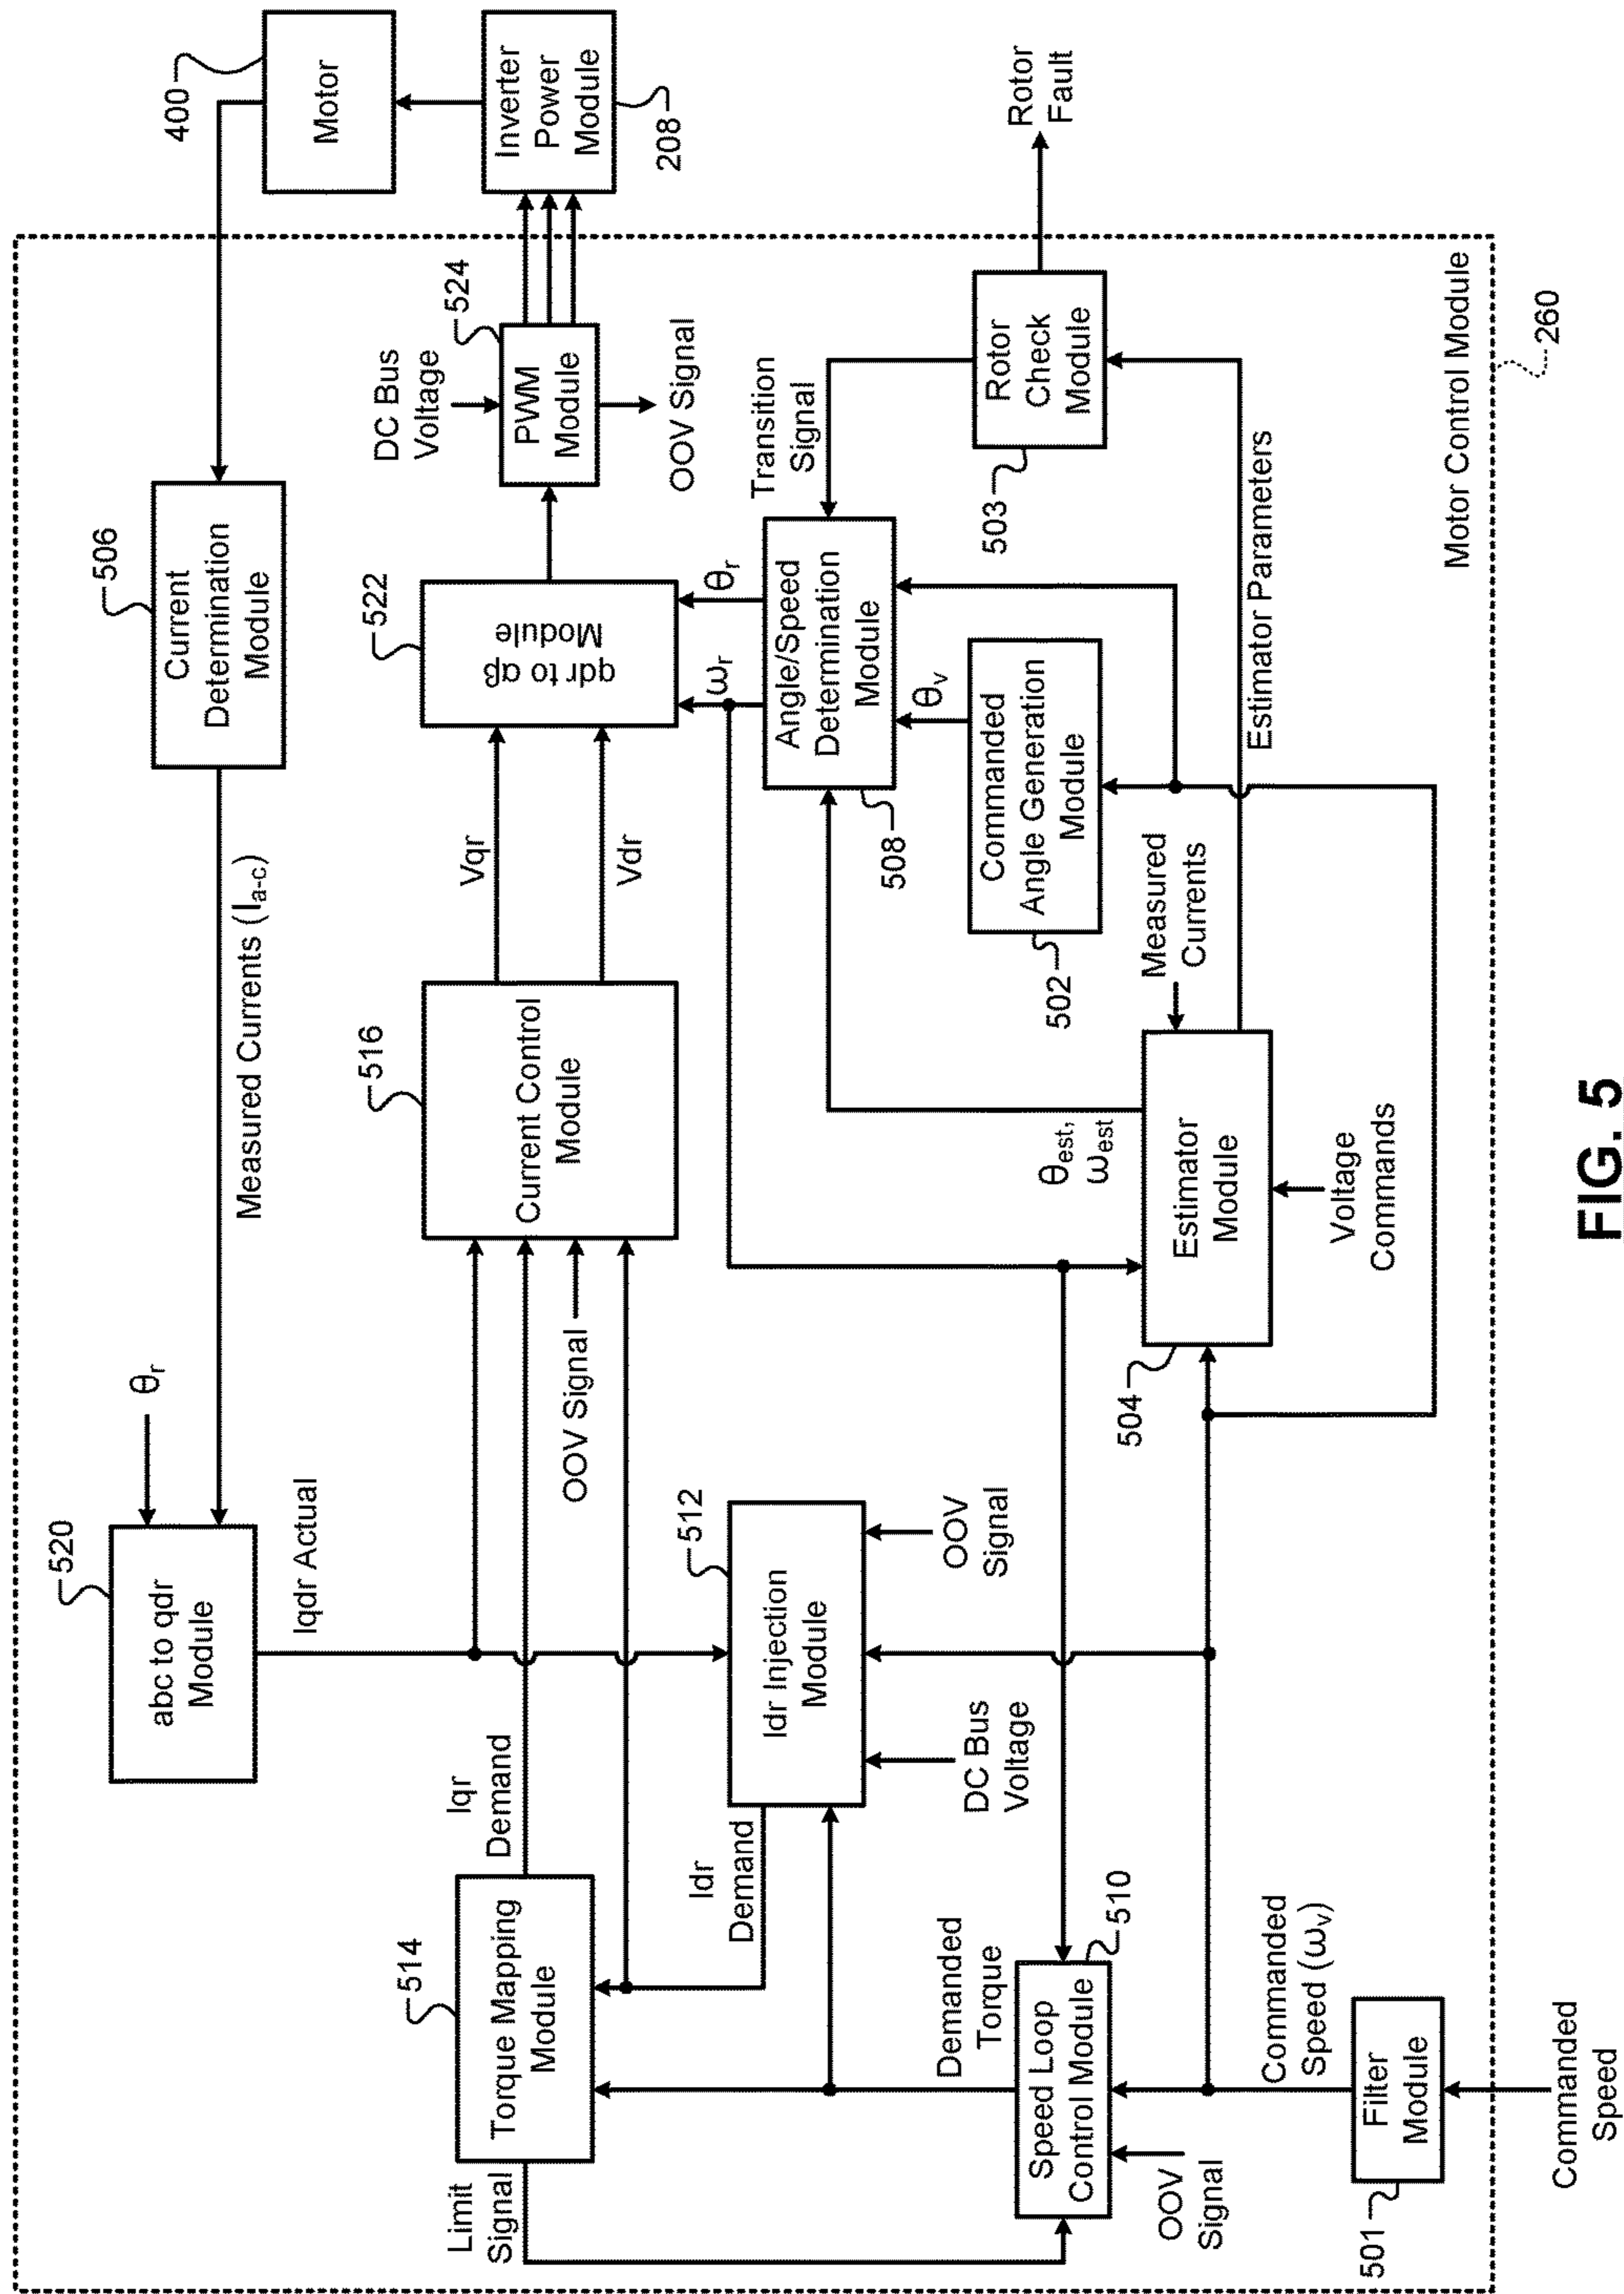 400
Motor
Inverter
Power
Module
208
506
Current
Determination
Module
Measured Currents (Ia-c)
θr
520
abc to qdr
Module
Iqdr Actual
DC Bus
Voltage
524
PWM
Module
OOV Signal
522
qdr to αβ
Module
Vqr
Vdr
516
Current Control
Module
OOV Signal
Iqr
Demand
514
Torque Mapping
Module
Limit
Signal
Idr
Demand
512
Idr Injection
Module
OOV
Signal
DC Bus
Voltage
ωr
θr
Transition
Signal
Angle/Speed
Determination
Module
508
θv
Rotor
Check
Module
503
Rotor
Fault
Commanded
Angle Generation
Module
502
Measured
Currents
Estimator Parameters
θest,
ωest
Estimator
Module
504
Voltage
Commands
Demanded
Torque
Speed Loop
Control Module
510
OOV
Signal
Commanded
Speed (ωv)
Filter
Module
501
Commanded
Speed
Motor Control Module
260
FIG. 5